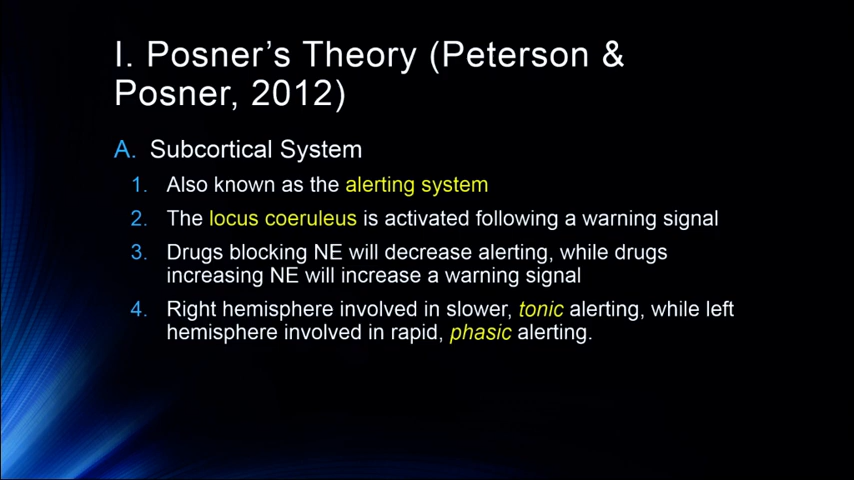 I. Posner’s Theory (Peterson &
Posner, 2012)
A. Subcortical System
1. Also known as the alerting system
2. The locus coeruleus is activated following a warning signal
3. Drugs blocking NE will decrease alerting, while drugs
increasing NE will increase a warning signal
4. Right hemisphere involved in slower, tonic alerting, while left
hemisphere involved in rapid, phasic alerting.